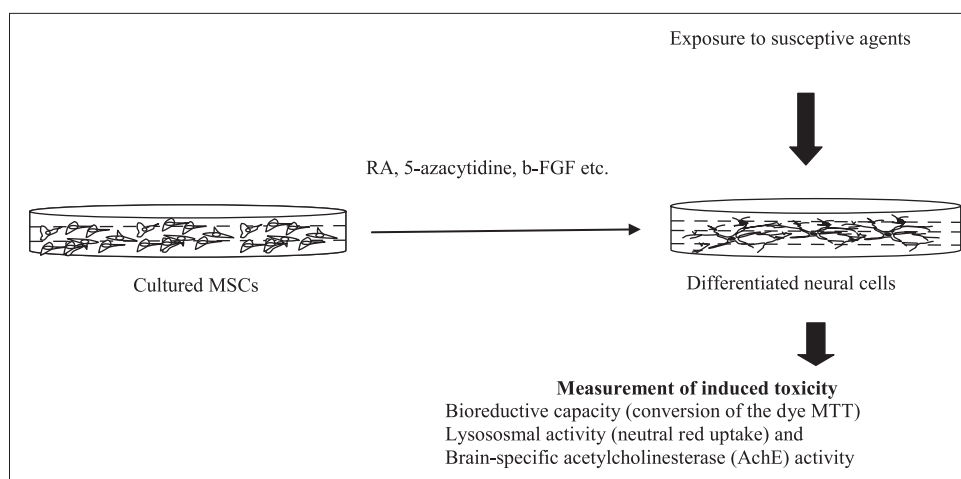 Exposure to susceptive agents
RA, 5-azacytidine, b-FGF etc.
Cultured MSCs
Differentiated neural cells
Measurement of induced toxicity
Bioreductive capacity (conversion of the dye MTT)
Lysososmal activity (neutral red uptake) and
Brain-specific acetylcholinesterase (AchE) activity